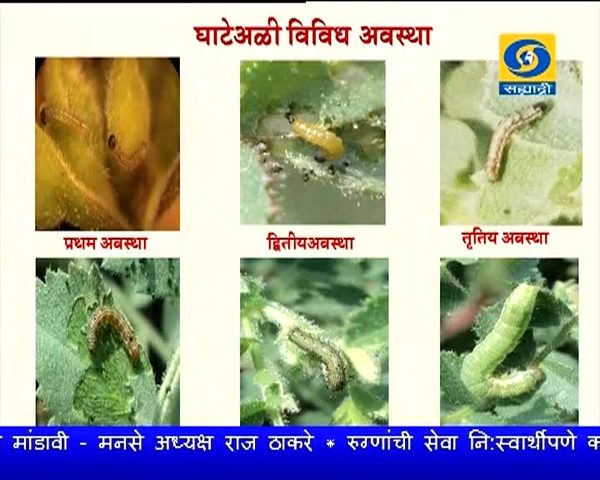 घाटेअळी विविध अवस्था
सह्याद्री
प्रथम अवस्था
द्वितीयअवस्था
तृतिय अवस्था
मांडावी - मनसे अध्यक्ष राज ठाकरे * रुग्णांची सेवा नि:स्वार्थीपणे